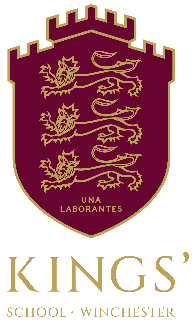 UNA
LABORANTES
KINGS’
SCHOOL · WINCHESTER